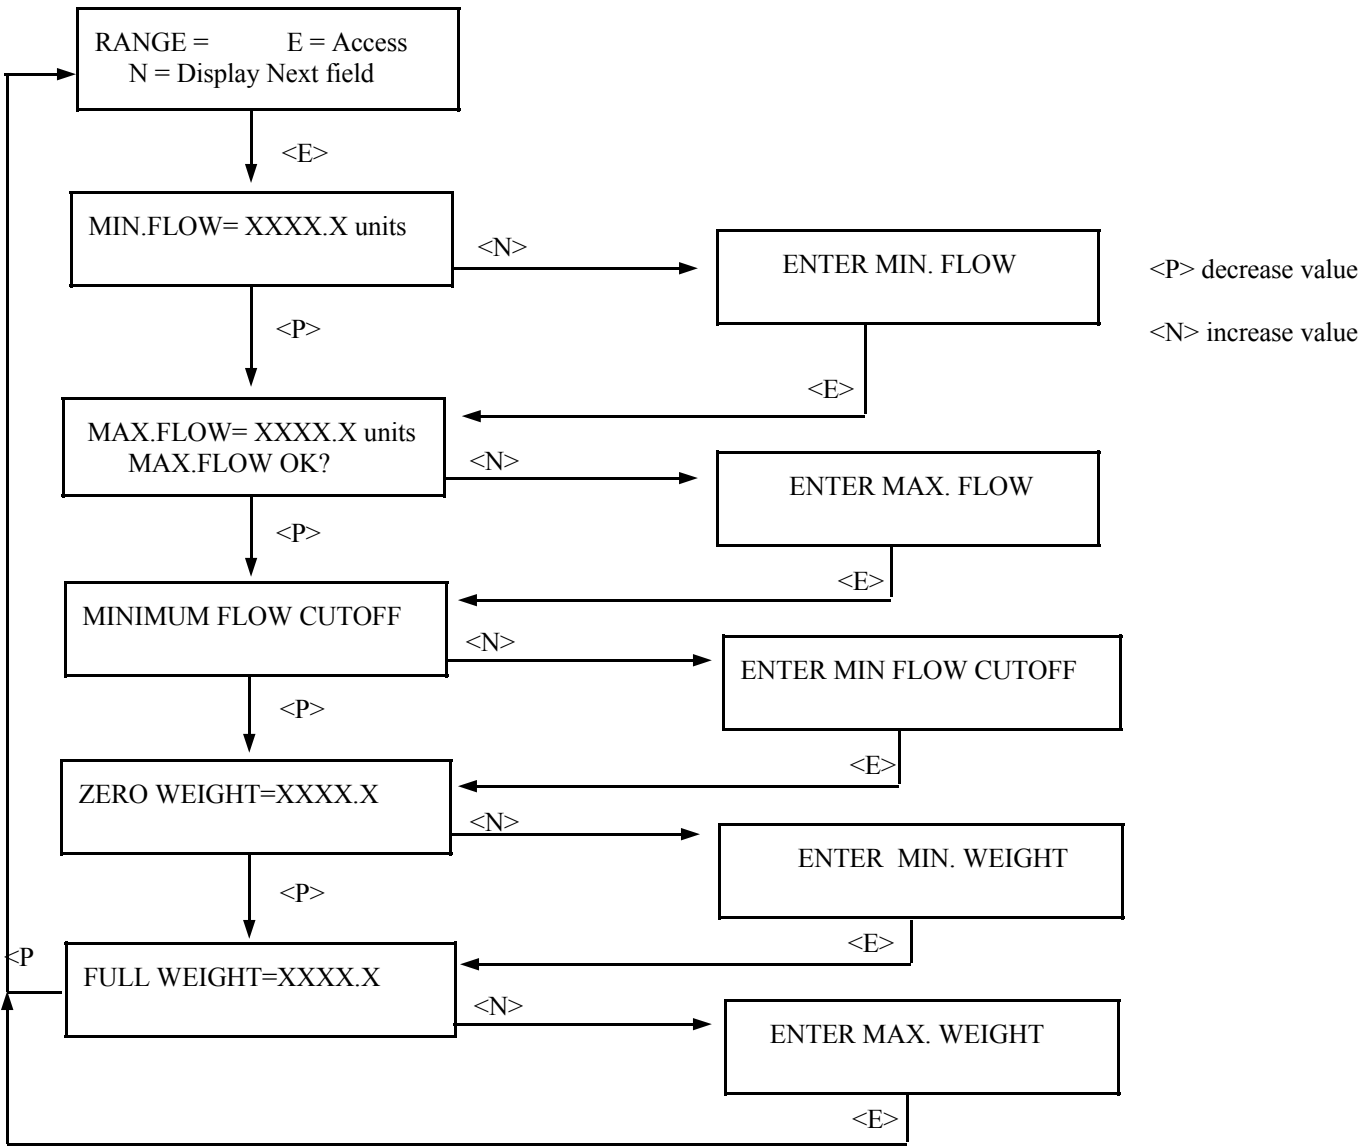 RANGE = E = Access
N = Display Next field
<E>
MIN.FLOW= XXXX.X units
<N>
ENTER MIN. FLOW
<P> decrease value
<N> increase value
<P>
<E>
MAX.FLOW= XXXX.X units
MAX.FLOW OK?
<N>
ENTER MAX. FLOW
<P>
<E>
MINIMUM FLOW CUTOFF
<N>
ENTER MIN FLOW CUTOFF
<P>
<E>
ZERO WEIGHT=XXXX.X
<N>
ENTER MIN. WEIGHT
<P>
<E>
<P
FULL WEIGHT=XXXX.X
<N>
ENTER MAX. WEIGHT
<E>